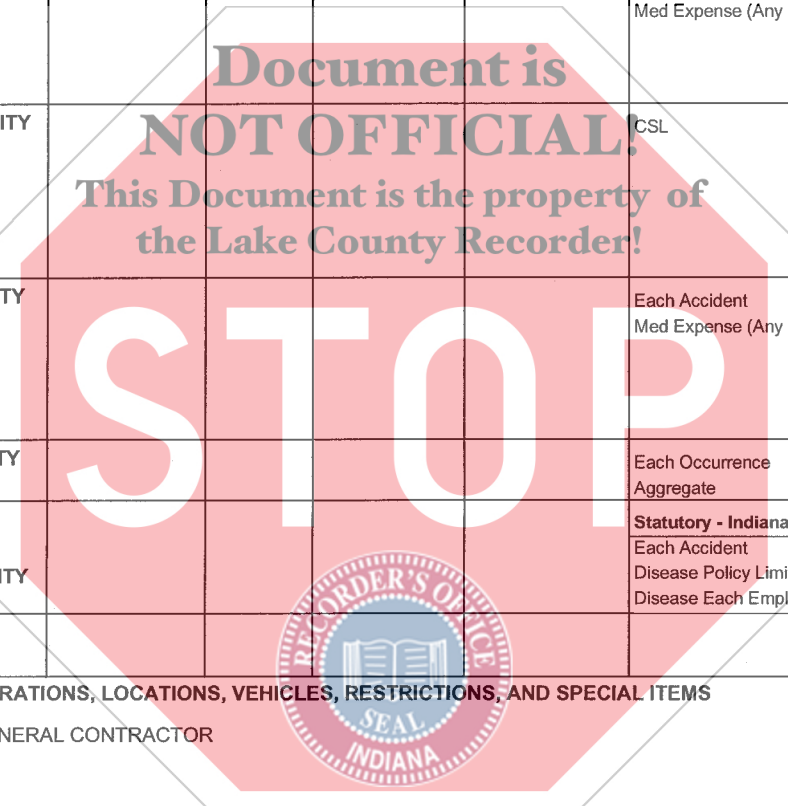 Med Expense (Any
Document is
ITY
NOT OFFICIAL!
CSL
This Document is the property of
the Lake County Recorder!
TY
Each Accident
Med Expense (Any
STOP
TY
Each Occurrence
Aggregate
Statutory - Indiana
Each Accident
ITY
Disease Policy Limi
Disease Each Empl
RECORDER'S OFFICE
SEAL
INDIANA
RATIONS, LOCATIONS, VEHICLES, RESTRICTIONS, AND SPECIAL ITEMS
NERAL CONTRACTOR